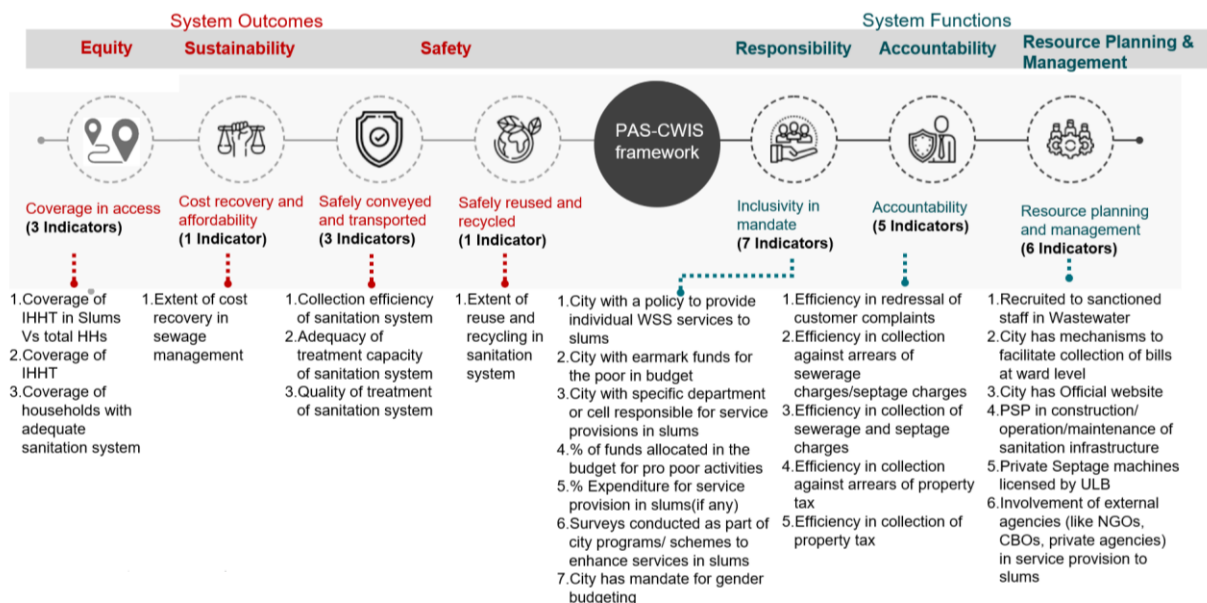 System Outcomes
System Functions
Equity
Sustainability
Safety
Responsibility
Accountability
Resource Planning &
Management
PAS-CWIS
framework
Coverage in access
(3 Indicators)
Cost recovery and
affordability
(1 Indicator)
Safely conveyed
and transported
(3 Indicators)
Safely reused and
recycled
(1 Indicator)
Inclusivity in
mandate
(7 Indicators)
Accountability
(5 Indicators)
Resource planning
and management
(6 Indicators)
1.Coverage of
IHHT in Slums
Vs total HHs
2.Coverage of
IHHT
3.Coverage of
households with
adequate
sanitation system
1.Extent of cost
recovery in
sewage
management
1.Collection efficiency
of sanitation system
2.Adequacy of
treatment capacity
of sanitation system
3.Quality of treatment
of sanitation system
1.Extent of
reuse and
recycling in
sanitation
system
1.City with a policy to provide
individual WSS services to
slums
2.City with earmark funds for
the poor in budget
3.City with specific department
or cell responsible for service
provisions in slums
4.% of funds allocated in the
budget for pro poor activities
5.% Expenditure for service
provision in slums(if any)
6.Surveys conducted as part of
city programs/ schemes to
enhance services in slums
7.City has mandate for gender
budgeting
1.Efficiency in redressal of
customer complaints
2.Efficiency in collection
against arrears of
sewerage
charges/septage charges
3.Efficiency in collection of
sewerage and septage
charges
4.Efficiency in collection
against arrears of property
tax
5.Efficiency in collection of
property tax
1.Recruited to sanctioned
staff in Wastewater
2.City has mechanisms to
facilitate collection of bills
at ward level
3.City has Official website
4.PSP in construction/
operation/maintenance of
sanitation infrastructure
5.Private Septage machines
licensed by ULB
6.Involvement of external
agencies (like NGOs,
CBOs, private agencies)
in service provision to
slums